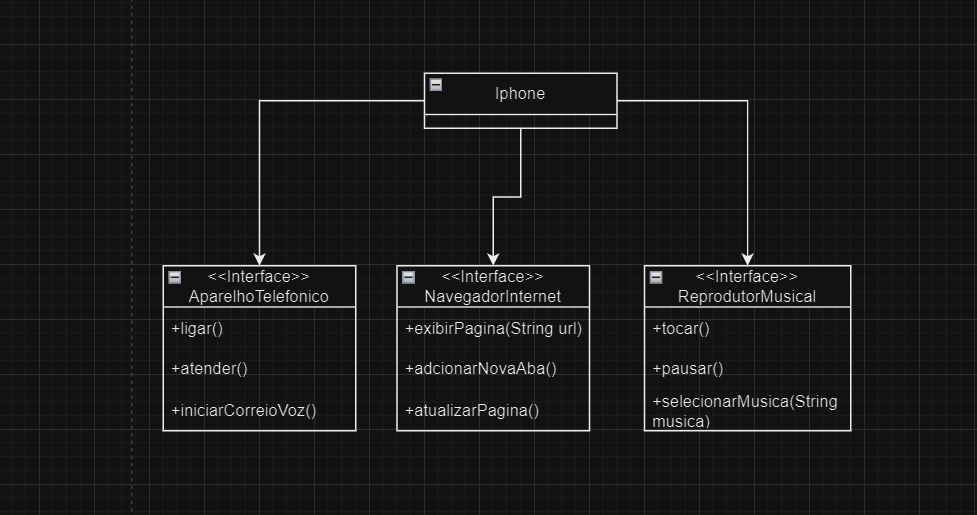 Iphone
<<Interface>>
AparelhoTelefonico
+ligar()
+atender()
+iniciarCorreioVoz()
<<Interface>>
NavegadorInternet
+exibirPagina(String url)
+adcionarNovaAba()
+atualizarPagina()
<<Interface>>
ReprodutorMusical
+tocar()
+pausar()
+selecionarMusica(String
musica)